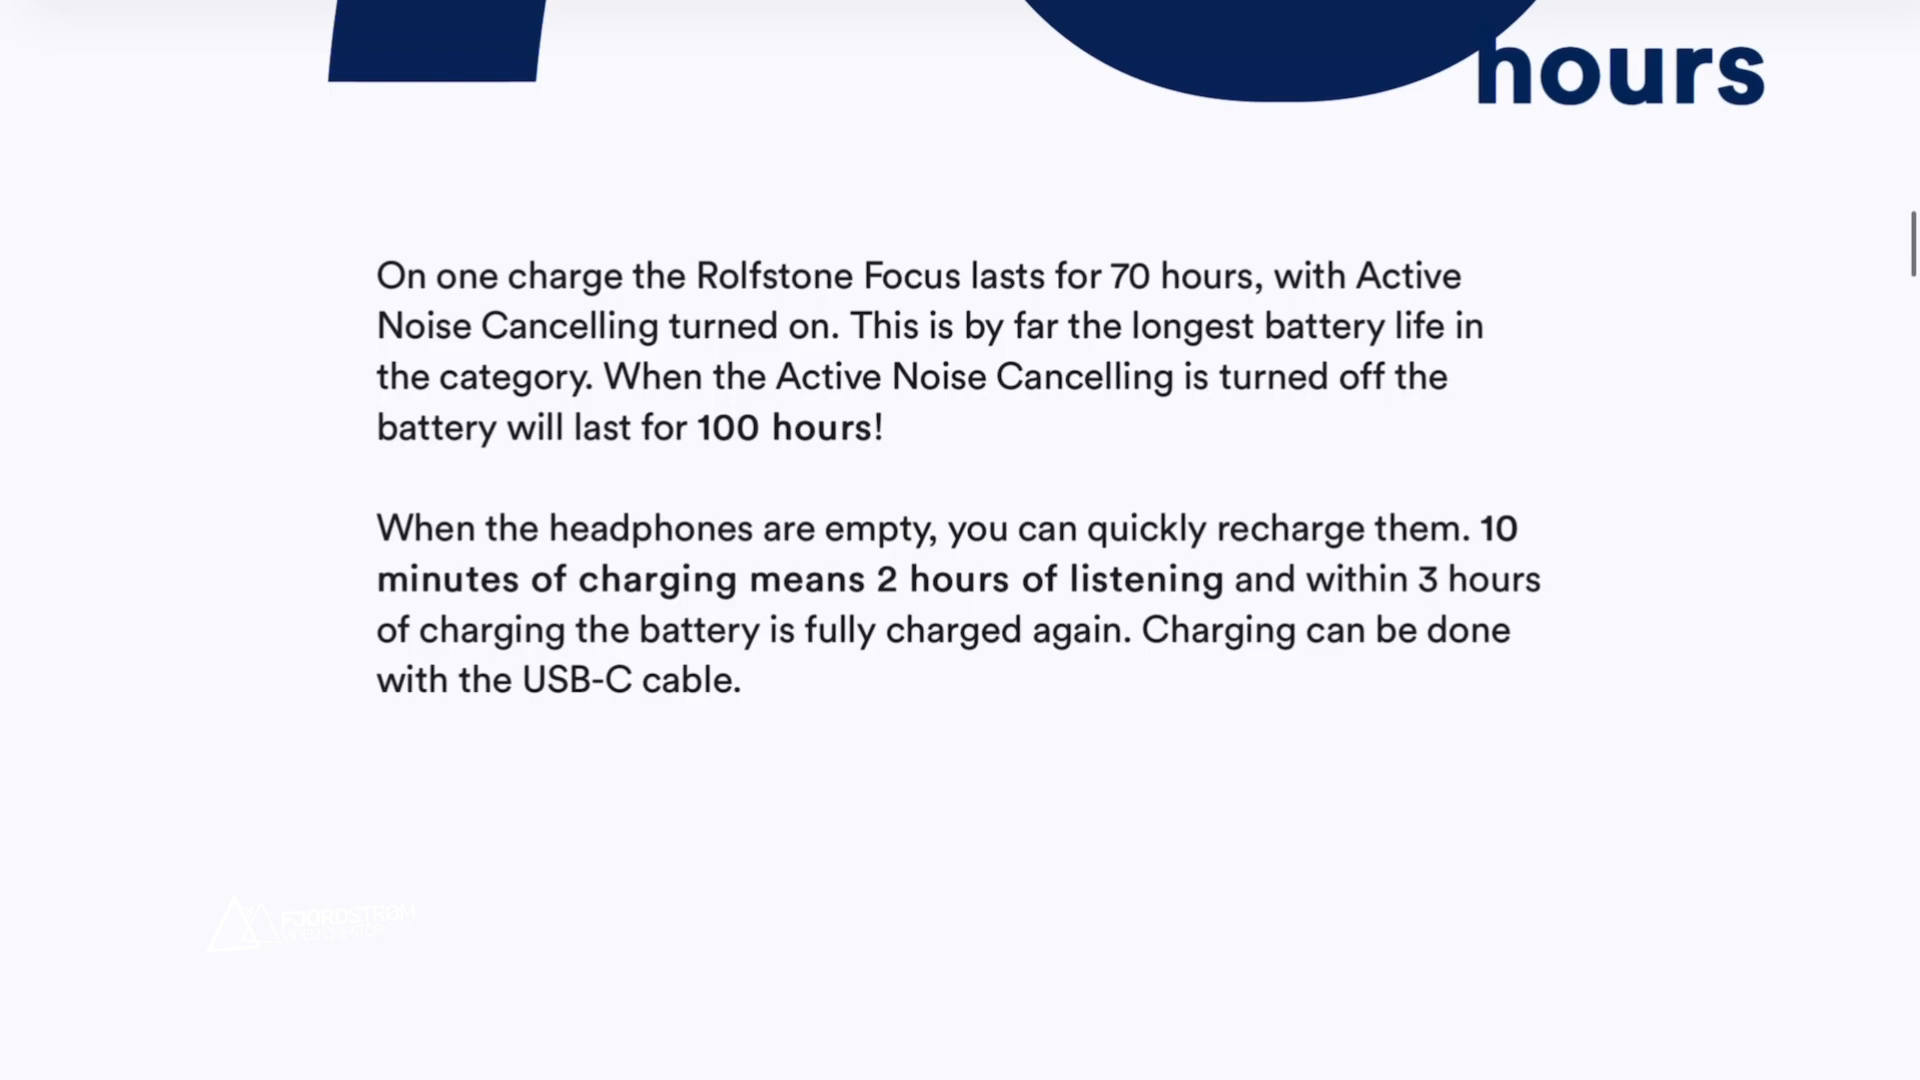 hours
On one charge the Rolfstone Focus lasts for 70 hours, with Active
Noise Cancelling turned on. This is by far the longest battery life in
the category. When the Active Noise Cancelling is turned off the
battery will last for 100 hours!
When the headphones are empty, you can quickly recharge them. 10
minutes of charging means 2 hours of listening and within 3 hours
of charging the battery is fully charged again. Charging can be done
with the USB-C cable.